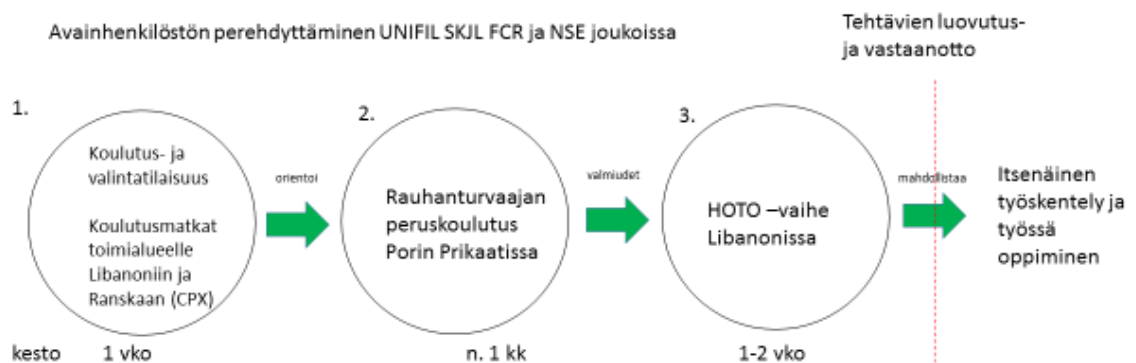 Avainhenkilöstön perehdyttäminen UNIFIL SKJL FCR ja NSE joukoissa
Tehtävien luovutus-
ja vastaanotto
1.
Koulutus- ja
valintatilaisuus
Koulutusmatkat
toimialueelle
Libanoniin ja
Ranskaan (CPX)
orientoi
2.
Rauhanturvaajan
peruskoulutus
Porin Prikaatissa
valmiudet
3.
HOTO –vaihe
Libanonissa
mahdollistaa
Itsenäinen
työskentely ja
työssä
oppiminen
kesto
1 vko
n. 1 kk
1-2 vko